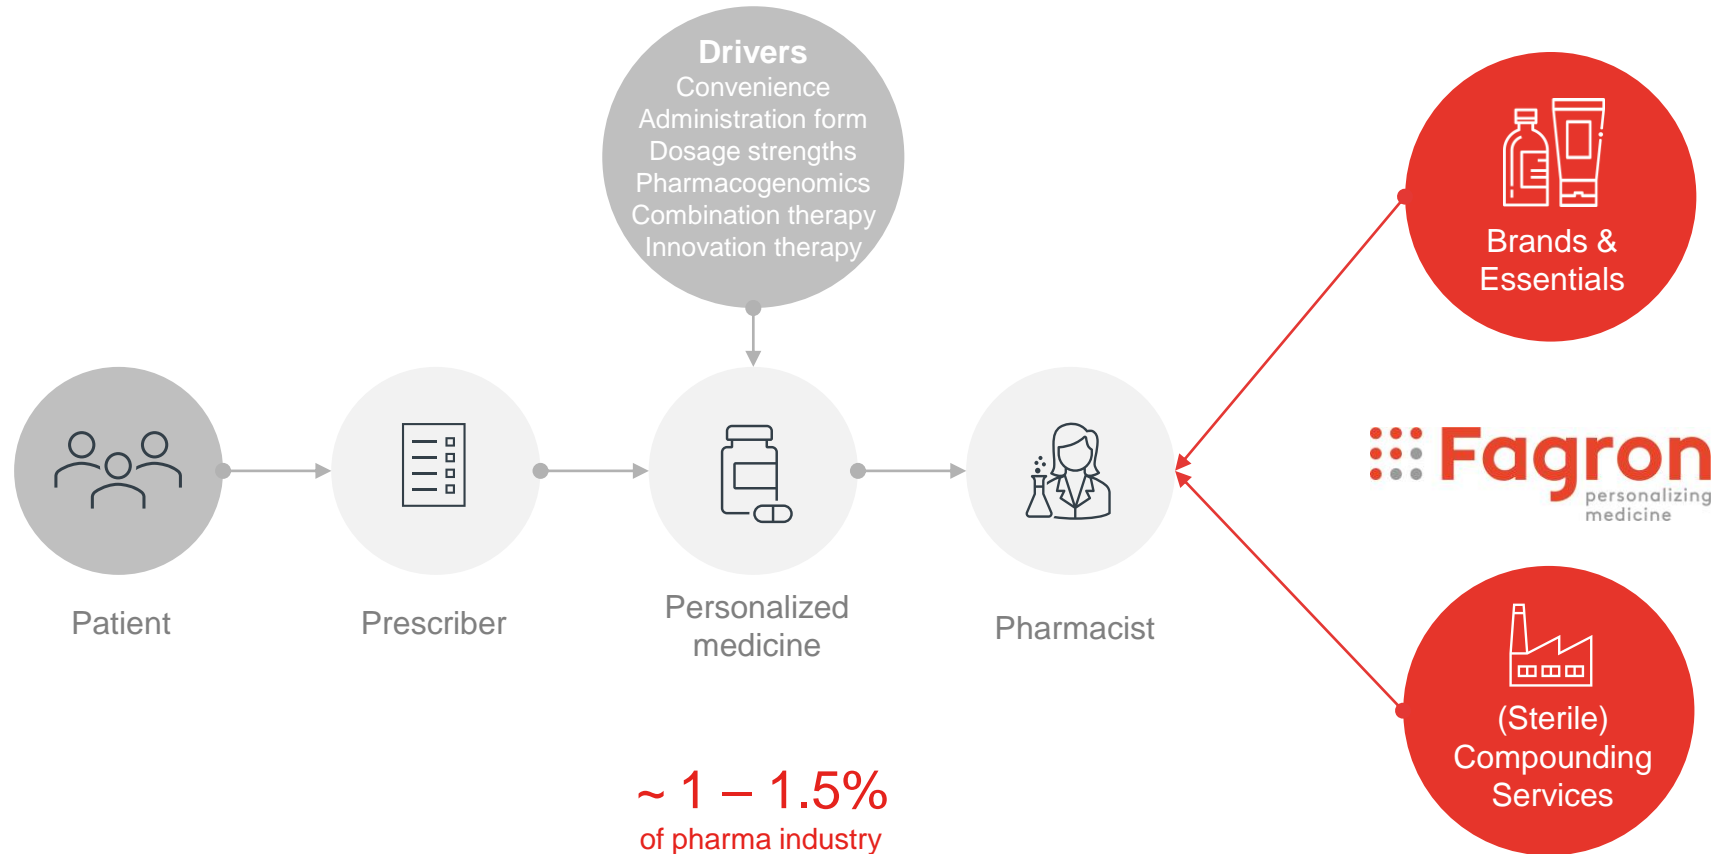 Drivers
Convenience
Administration form
Dosage strengths
Pharmacogenomics
Combination therapy
Innovation therapy
Brands &
Essentials
Fagron
personalizing
medicine
Patient
Prescriber
Personalized
medicine
Pharmacist
(Sterile)
Compounding
Services
~ 1 – 1.5%
of pharma industry